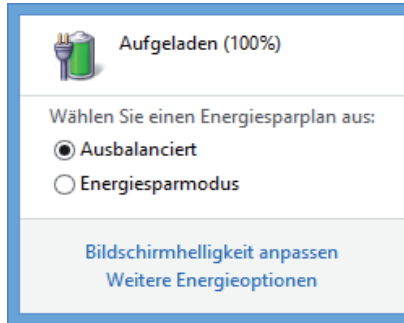 Aufgeladen (100%)
Wählen Sie einen Energiesparplan aus:
Ausbalanciert
Energiesparmodus
Bildschirmhelligkeit anpassen
Weitere Energieoptionen